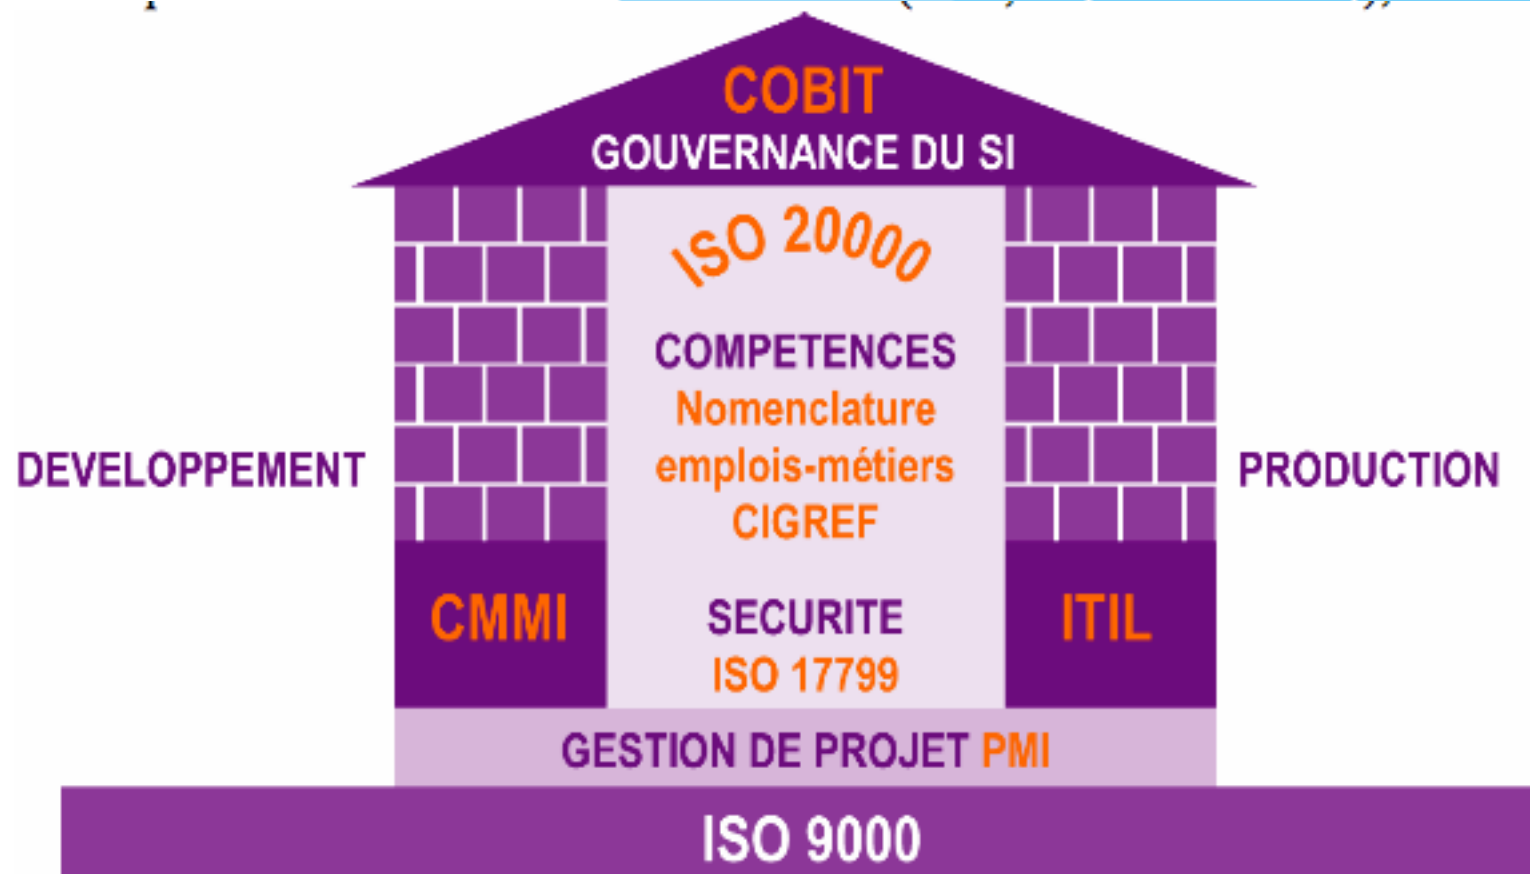 COBIT
GOUVERNANCE DU SI
ISO 20000
COMPETENCES
Nomenclature
emplois-métiers
CIGREF
DEVELOPPEMENT
PRODUCTION
CMMI
SECURITE
ISO 17799
ITIL
GESTION DE PROJET PMI
ISO 9000